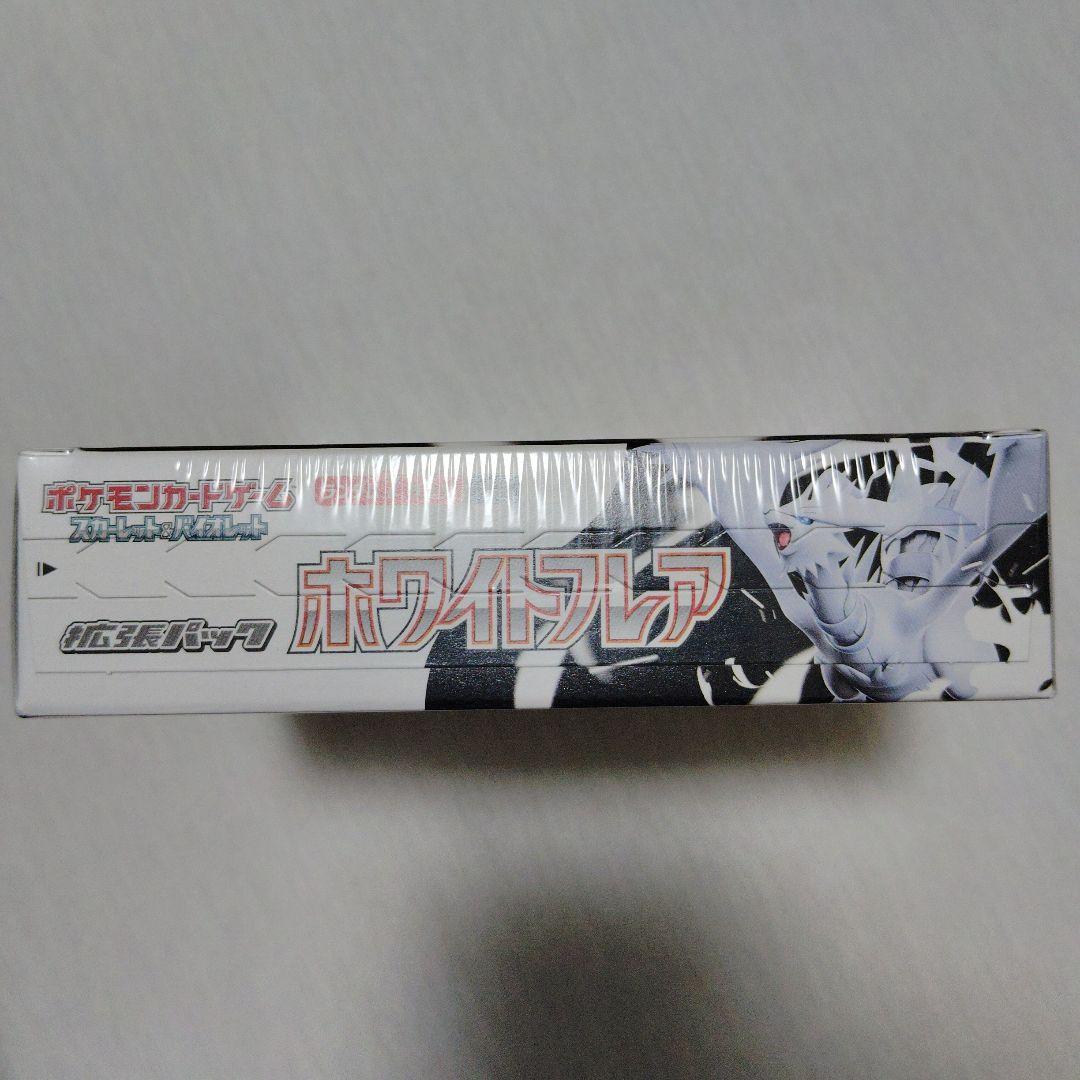 ポケモンカードゲーム
スカーレット&バイオレット
拡張パック
ホワイトフレア